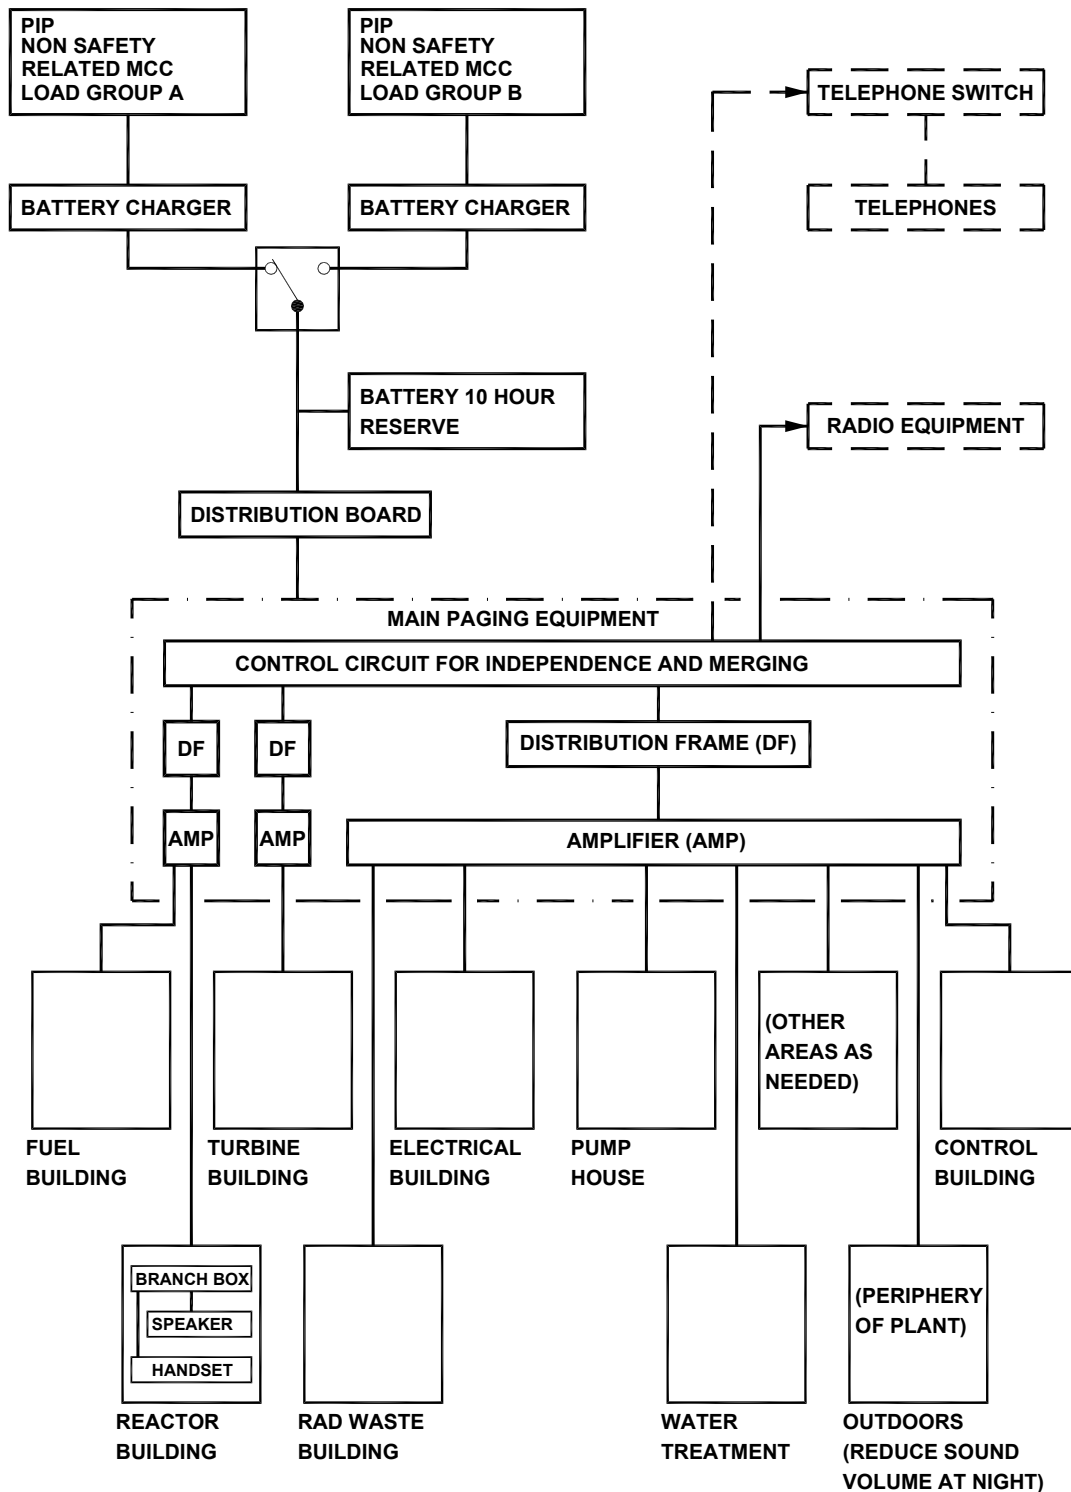 PIP
NON SAFETY
RELATED MCC
LOAD GROUP A
PIP
NON SAFETY
RELATED MCC
LOAD GROUP B
TELEPHONE SWITCH
BATTERY CHARGER
BATTERY CHARGER
TELEPHONES
BATTERY 10 HOUR
RESERVE
RADIO EQUIPMENT
DISTRIBUTION BOARD
MAIN PAGING EQUIPMENT
CONTROL CIRCUIT FOR INDEPENDENCE AND MERGING
DF
DF
DISTRIBUTION FRAME (DF)
AMP
AMP
AMPLIFIER (AMP)
(OTHER
AREAS AS
NEEDED)
FUEL
BUILDING
TURBINE
BUILDING
ELECTRICAL
BUILDING
PUMP
HOUSE
CONTROL
BUILDING
BRANCH BOX
SPEAKER
HANDSET
(PERIPHERY
OF PLANT)
REACTOR
BUILDING
RAD WASTE
BUILDING
WATER
TREATMENT
OUTDOORS
(REDUCE SOUND
VOLUME AT NIGHT)